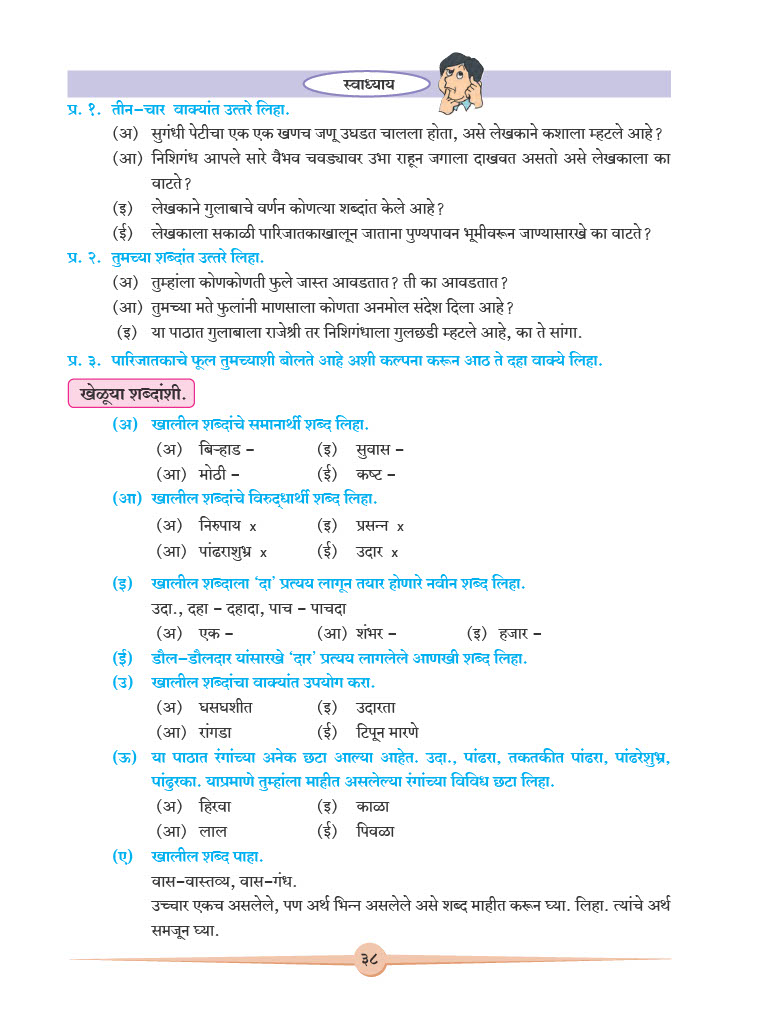 स्वाध्याय
प्र. १. तीन-चार वाक्यांत उत्तरे लिहा.
(अ) सुगंधी पेटीचा एक एक खणच जणू उघडत चालला होता, असे लेखकाने कशाला म्हटले आहे?
(आ) निशिगंध आपले सारे वैभव चवड्यावर उभा राहून जगाला दाखवत असतो असे लेखकाला का
वाटते?
(इ) लेखकाने गुलाबाचे वर्णन कोणत्या शब्दांत केले आहे?
(ई) लेखकाला सकाळी पारिजातकाखालून जाताना पुण्यपावन भूमीवरून जाण्यासारखे का वाटते?
प्र. २. तुमच्या शब्दांत उत्तरे लिहा.
(अ) तुम्हांला कोणकोणती फुले जास्त आवडतात? ती का आवडतात?
(आ) तुमच्या मते फुलांनी माणसाला कोणता अनमोल संदेश दिला आहे?
(इ) या पाठात गुलाबाला राजेश्री तर निशिगंधाला गुलछडी म्हटले आहे, का ते सांगा.
प्र. ३. पारिजातकाचे फूल तुमच्याशी बोलते आहे अशी कल्पना करून आठ ते दहा वाक्ये लिहा.
खेळूया शब्दांशी.
(अ) खालील शब्दांचे समानार्थी शब्द लिहा.
(अ) बिऱ्हाड - (इ) सुवास -
(आ) मोठी - (ई) कष्ट -
(आ) खालील शब्दांचे विरुद्धार्थी शब्द लिहा.
(अ) निरुपाय x (इ) प्रसन्न x
(आ) पांढराशुभ्र x (ई) उदार x
(इ) खालील शब्दाला ‘दा’ प्रत्यय लागून तयार होणारे नवीन शब्द लिहा.
उदा., दहा - दहादा, पाच - पाचदा
(अ) एक - (आ) शंभर - (इ) हजार -
(ई) डौल-डौलदार यांसारखे ‘दार’ प्रत्यय लागलेले आणखी शब्द लिहा.
(उ) खालील शब्दांचा वाक्यांत उपयोग करा.
(अ) घसघशीत (इ) उदारता
(आ) रांगडा (ई) टिपून मारणे
(ऊ) या पाठात रंगांच्या अनेक छटा आल्या आहेत. उदा., पांढरा, तकतकीत पांढरा, पांढरेशुभ्र,
पांढुरका. याप्रमाणे तुम्हांला माहीत असलेल्या रंगांच्या विविध छटा लिहा.
(अ) हिरवा (इ) काळा
(आ) लाल (ई) पिवळा
(ए) खालील शब्द पाहा.
वास-वास्तव्य, वास-गंध.
उच्चार एकच असलेले, पण अर्थ भिन्न असलेले असे शब्द माहीत करून घ्या. लिहा. त्यांचे अर्थ
समजून घ्या.
३८